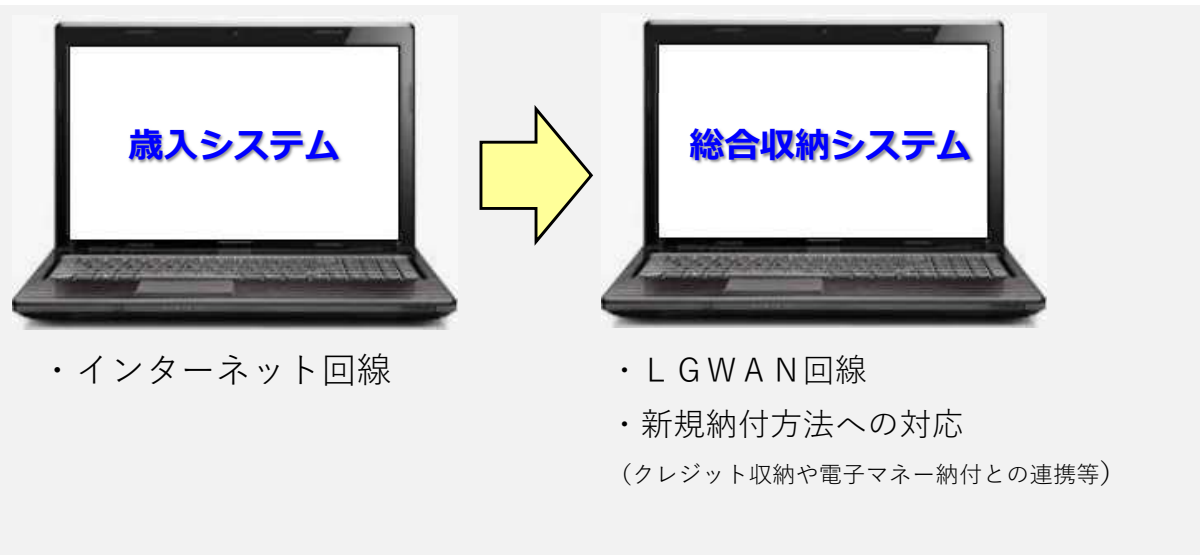 歳入システム
総合収納システム
・インターネット回線
・ＬＧＷＡＮ回線
・新規納付方法への対応
（クレジット収納や電子マネー納付との連携等）